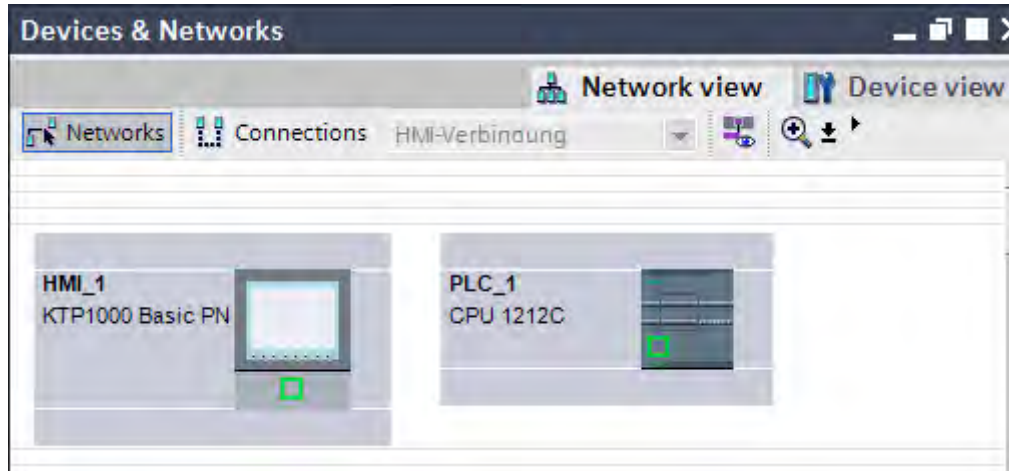 Devices & Networks
Network view Device view
Networks Connections HMI-Verbindung
HMI_1
KTP1000 Basic PN
PLC_1
CPU 1212C